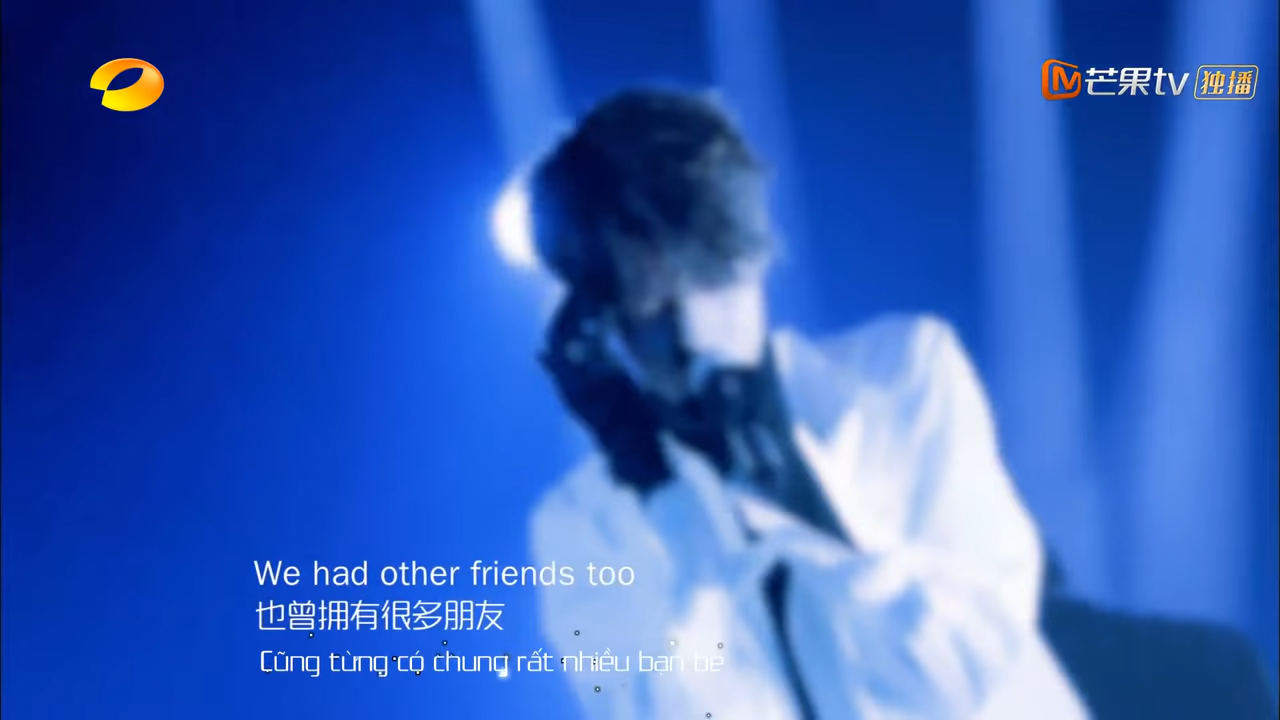 芒果tv 独播
We had other friends too
也曾拥有很多朋友
Cũng từng có chung rất nhiều bạn bè